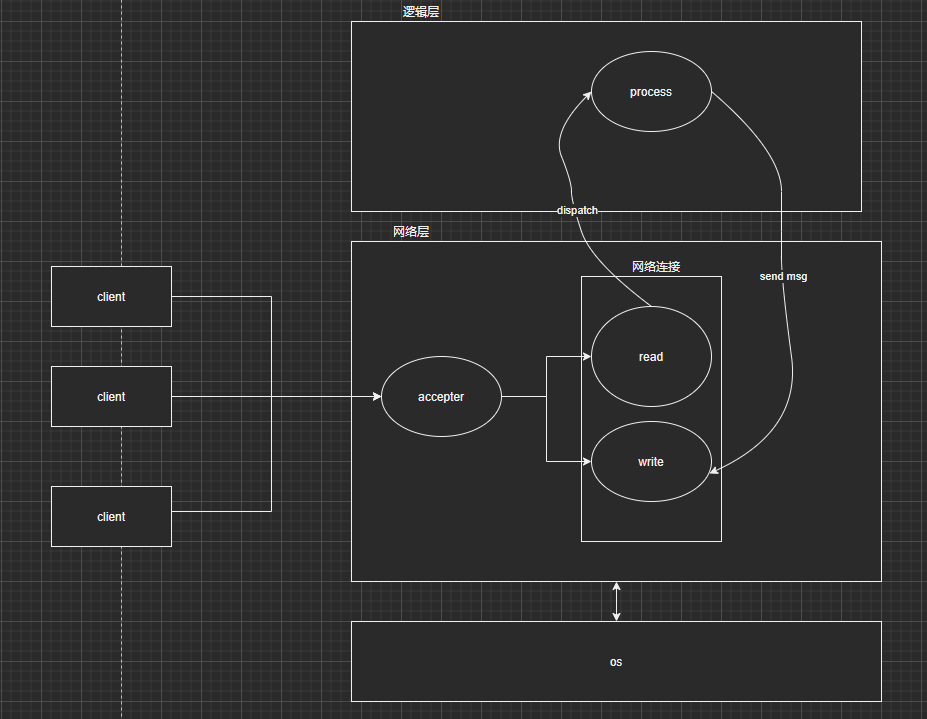 逻辑层
process
dispatch
网络层
网络连接
send msg
client
read
client
accepter
write
client
os